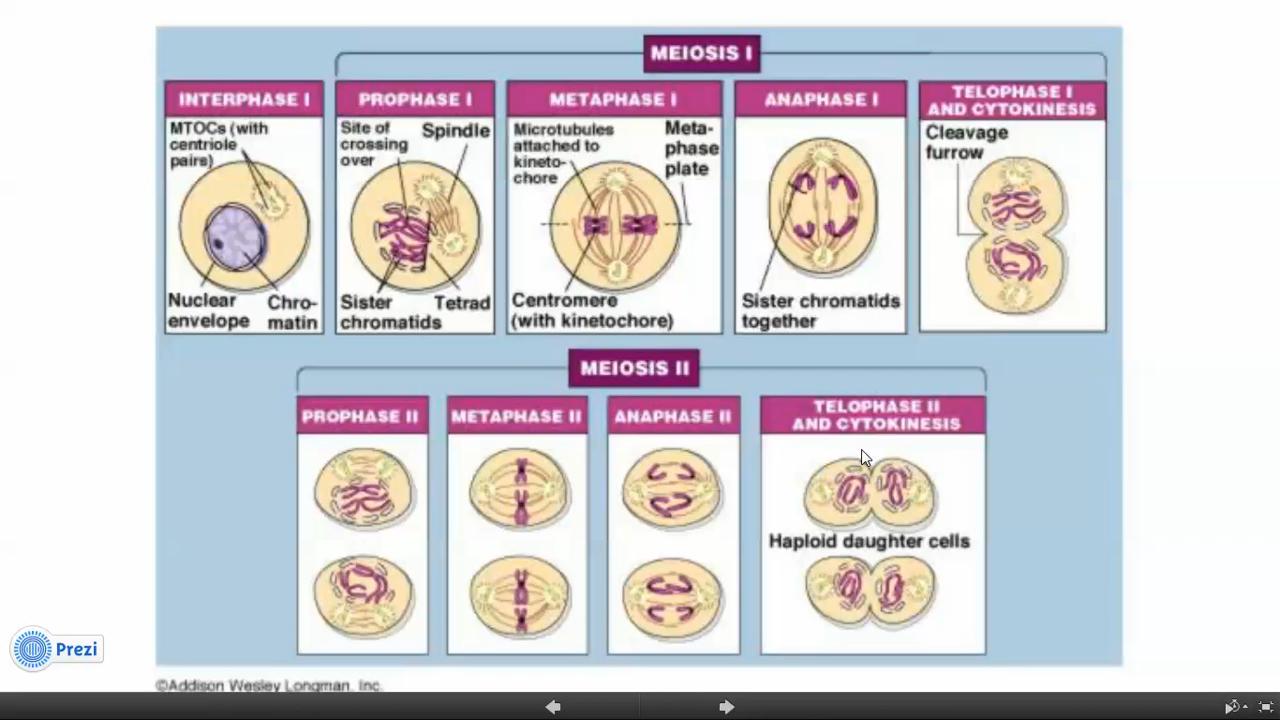 MEIOSIS I
INTERPHASE I
MTOCs (with
centriole
pairs)
Nuclear
envelope
Chro-
matin
PROPHASE I
Site of
crossing
over
Spindle
Sister
chromatids
Tetrad
METAPHASE I
Microtubules
attached to
kineto-
chore
Meta-
phase
plate
Centromere
(with kinetochore)
ANAPHASE I
Sister chromatids
together
TELOPHASE I
AND CYTOKINESIS
Cleavage
furrow
MEIOSIS II
PROPHASE II
METAPHASE II
ANAPHASE II
TELOPHASE II
AND CYTOKINESIS
Haploid daughter cells
Prezi
©Addison Wesley Longman, Inc.